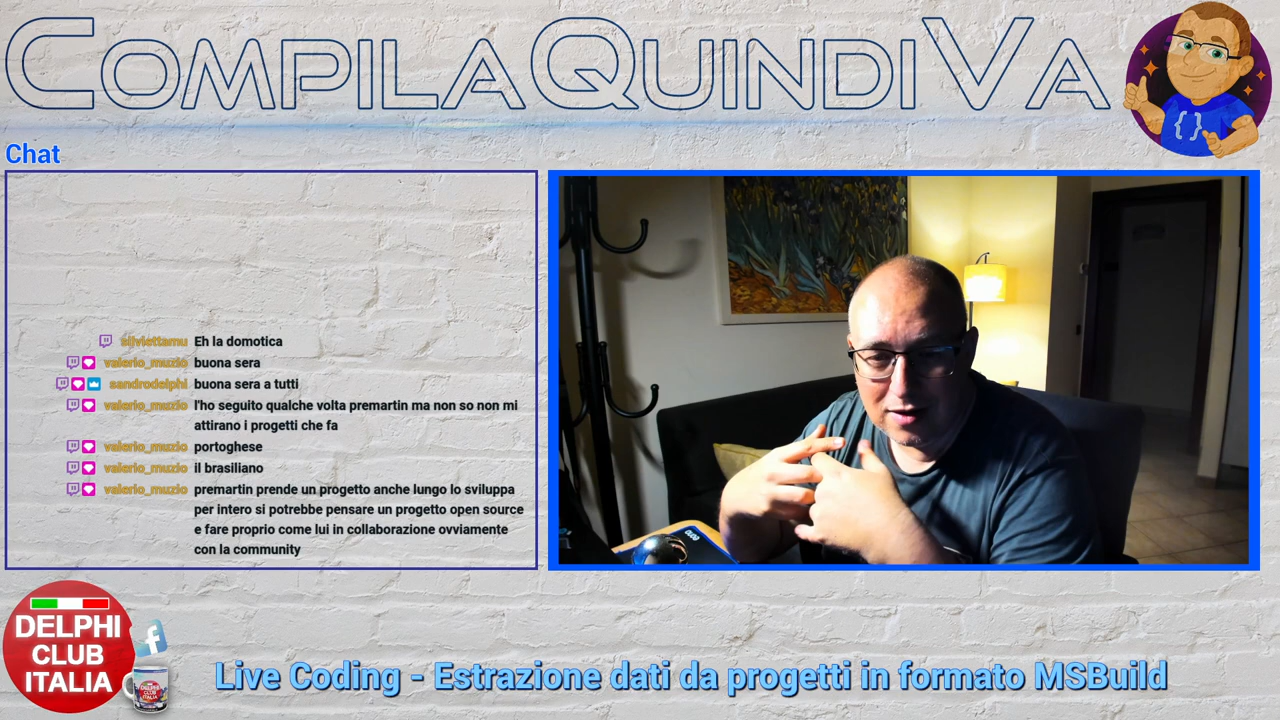 CompilaQuindiVa
{ }
Chat
silviettamu Eh la domotica
valerio_muzio buona sera
sandrodelphi buona sera a tutti
valerio_muzio l'ho seguito qualche volta premartin ma non so non mi
attirano i progetti che fa
valerio_muzio portoghese
valerio_muzio il brasiliano
valerio_muzio premartin prende un progetto anche lungo lo sviluppa
per intero si potrebbe pensare un progetto open source
e fare proprio come lui in collaborazione ovviamente
con la community
DELPHI
CLUB
ITALIA
f
DELPHI
CLUB
ITALIA
Live Coding - Estrazione dati da progetti in formato MSBuild